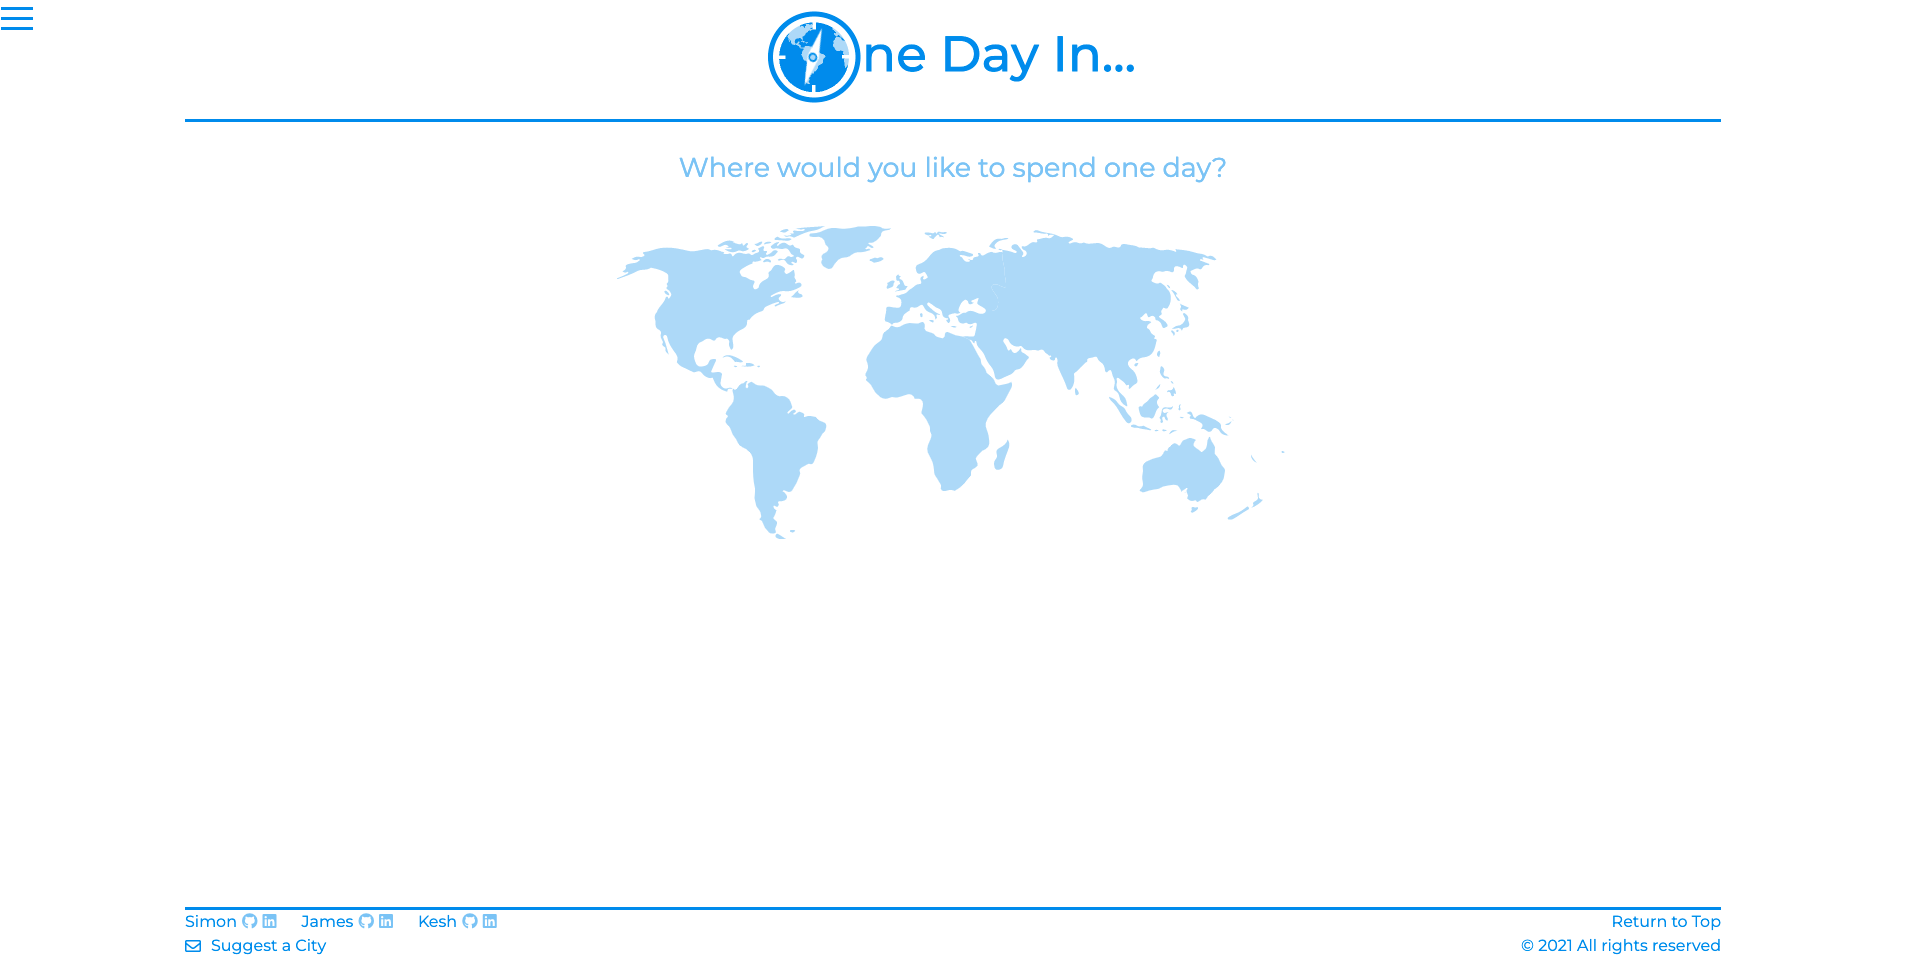 ne Day In...
Where would you like to spend one day?
Simon James Kesh
Suggest a City
Return to Top
© 2021 All rights reserved